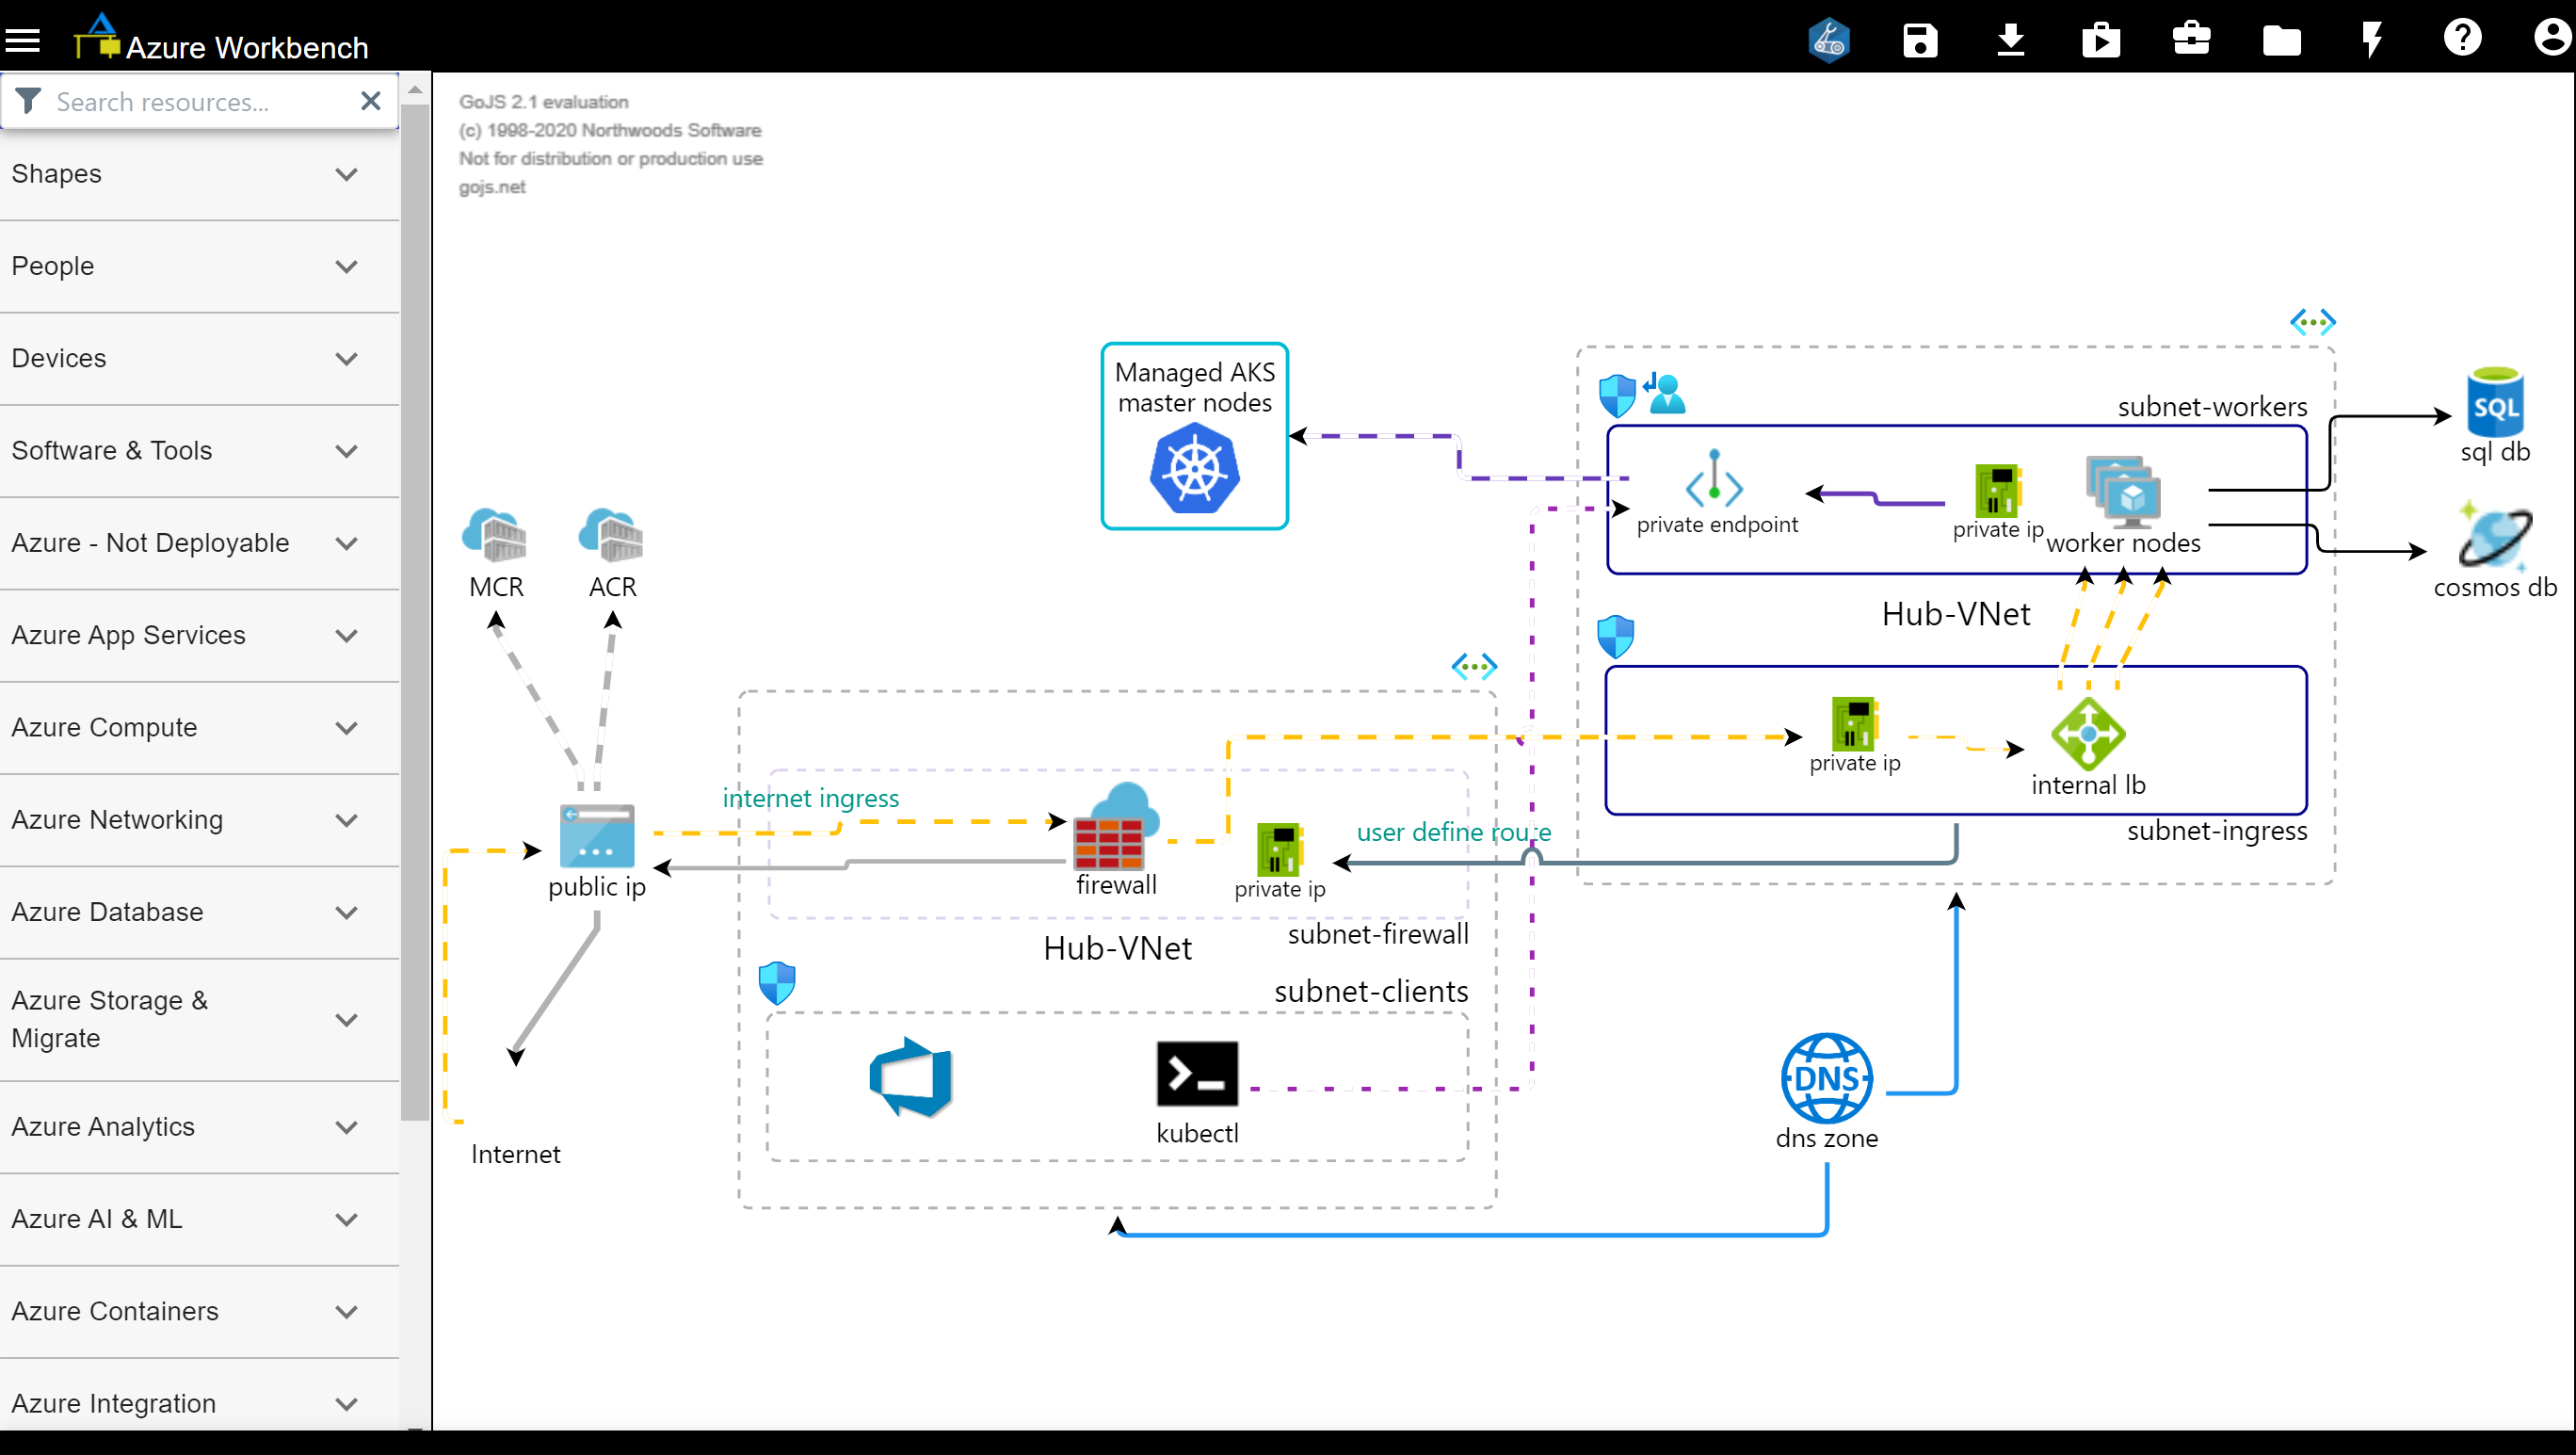 Azure Workbench
Search resources...
Shapes
People
Devices
Software & Tools
Azure - Not Deployable
Azure App Services
Azure Compute
Azure Networking
Azure Database
Azure Storage &
Migrate
Azure Analytics
Azure AI & ML
Azure Containers
Azure Integration
GoJS 2.1 evaluation
(c) 1998-2020 Northwoods Software
Not for distribution or production use
gojs.net
Managed AKS
master nodes
subnet-workers
SQL
sql db
private endpoint
private ip
worker nodes
cosmos db
MCR
ACR
Hub-VNet
private ip
internal lb
subnet-ingress
internet ingress
user define route
public ip
firewall
private ip
subnet-firewall
Hub-VNet
subnet-clients
kubectl
Internet
DNS
dns zone